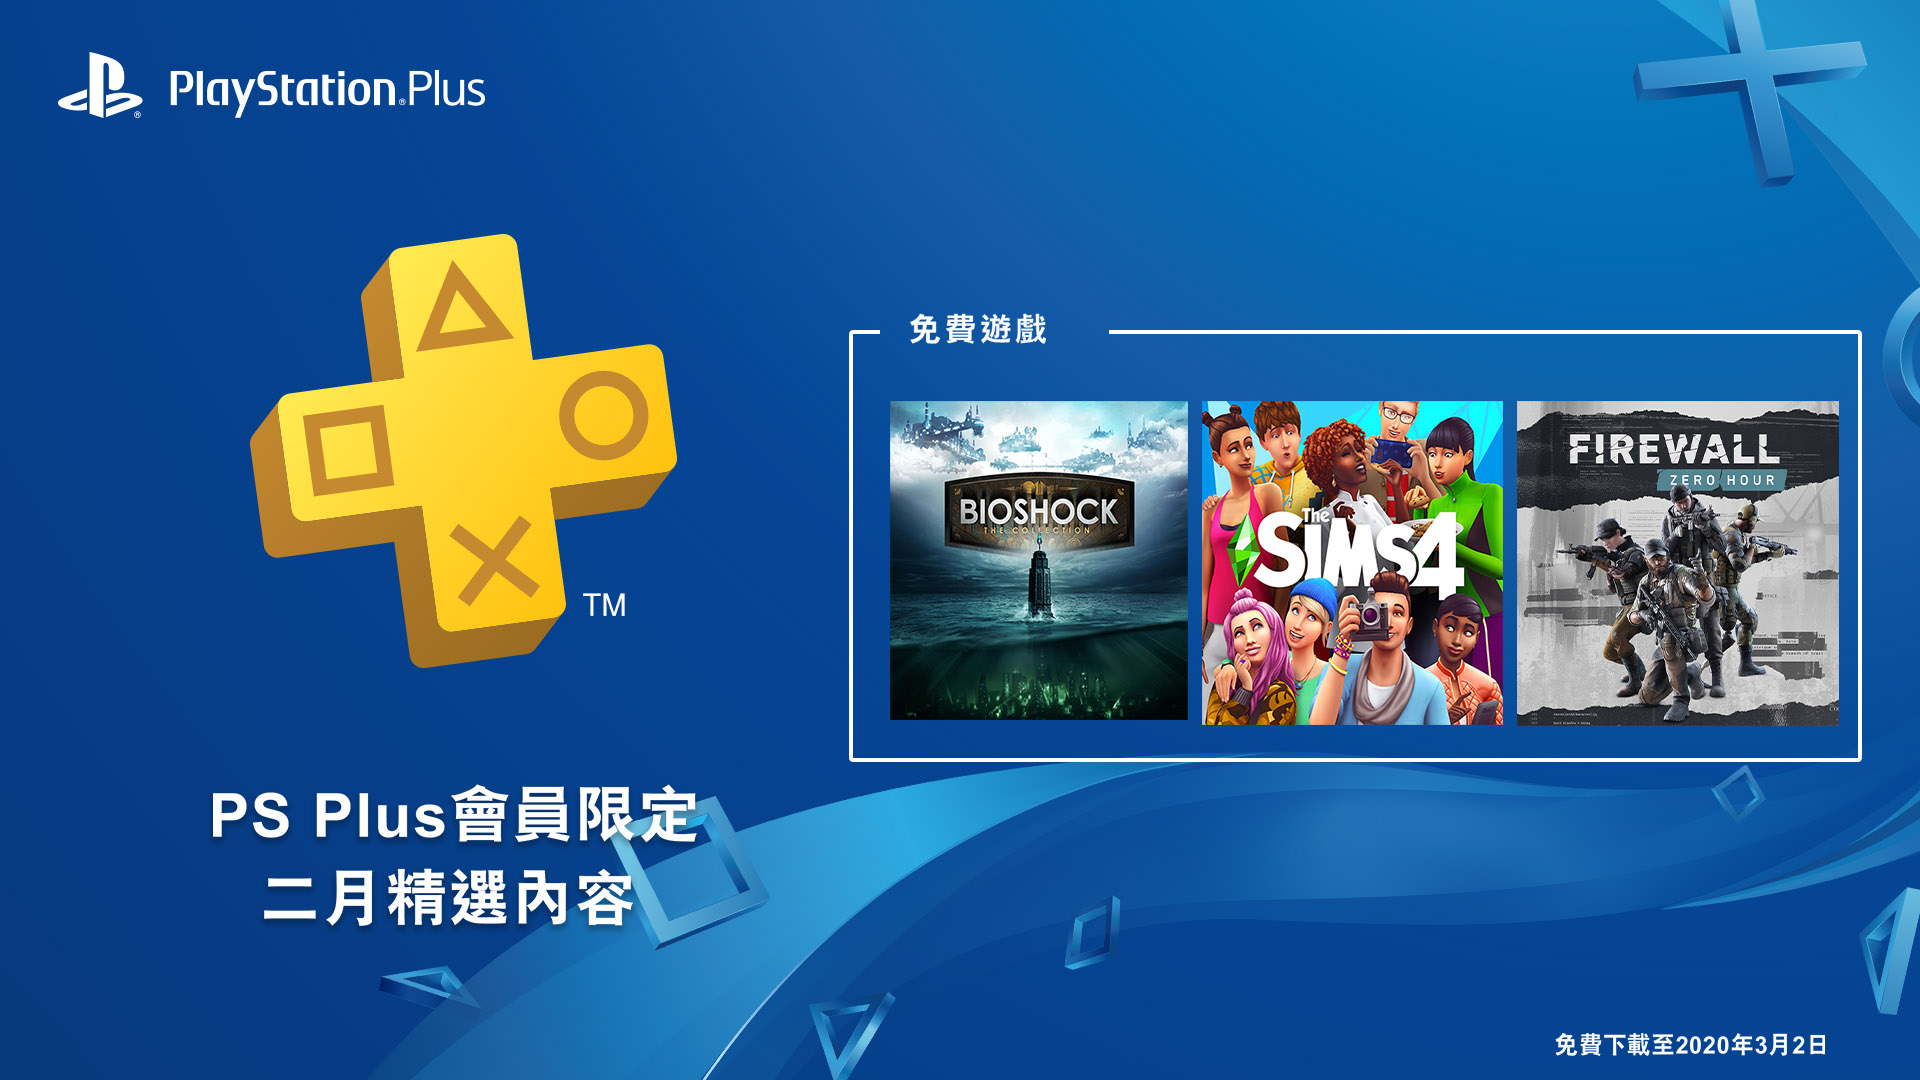 PlayStation®Plus
TM
PS Plus會員限定
二月精選內容
免費遊戲
BIOSHOCK
THE COLLECTION
The
SIMS4
FIREWALL
ZERO HOUR
免費下載至2020年3月2日